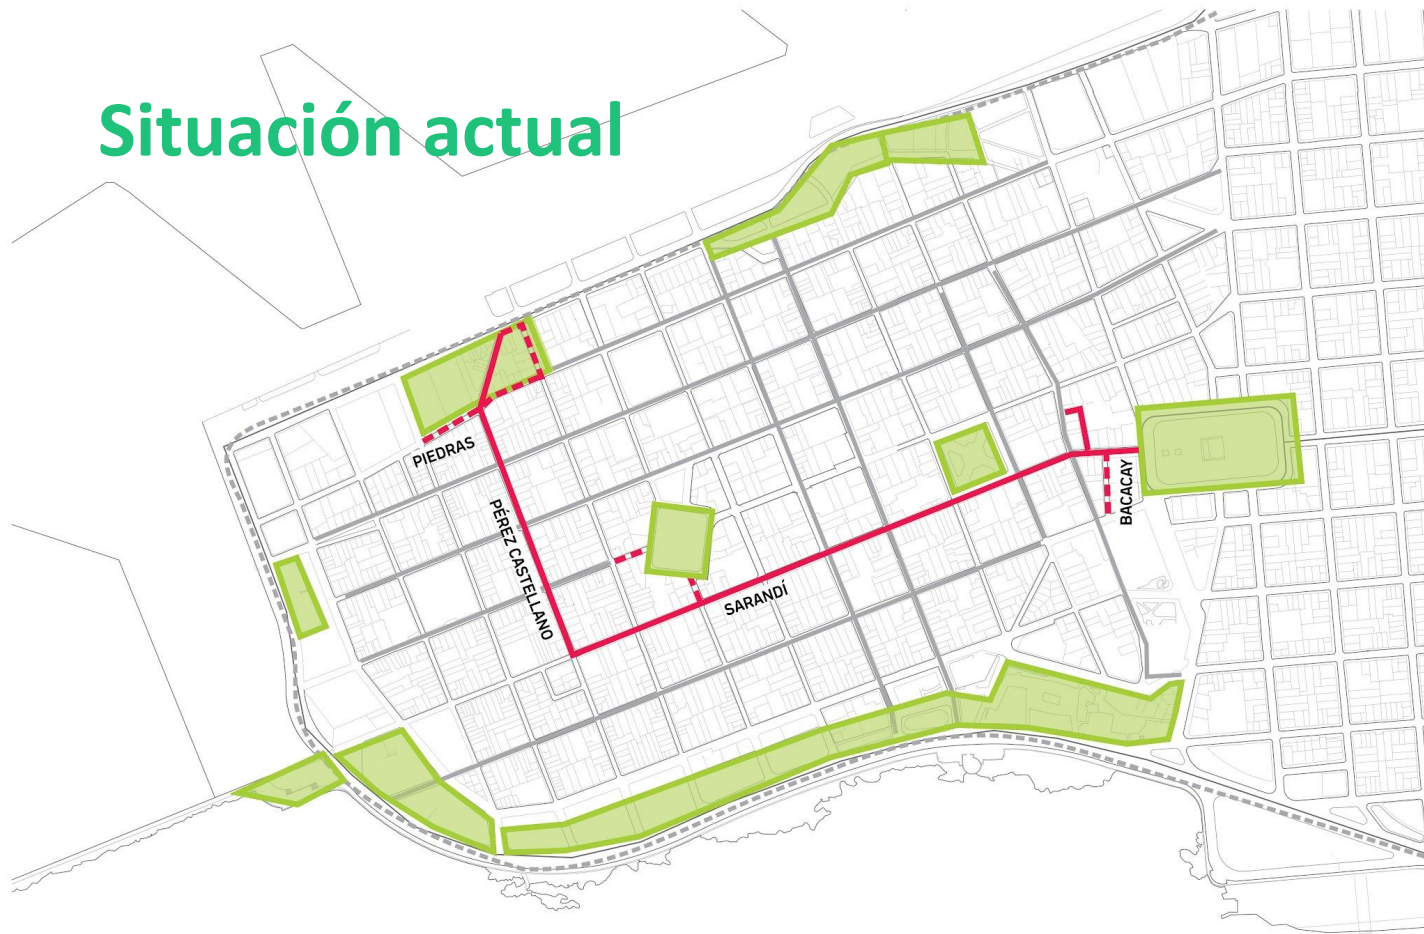 Situación actual
PIEDRAS
PÉREZ CASTELLANO
SARANDÍ
BACACAY